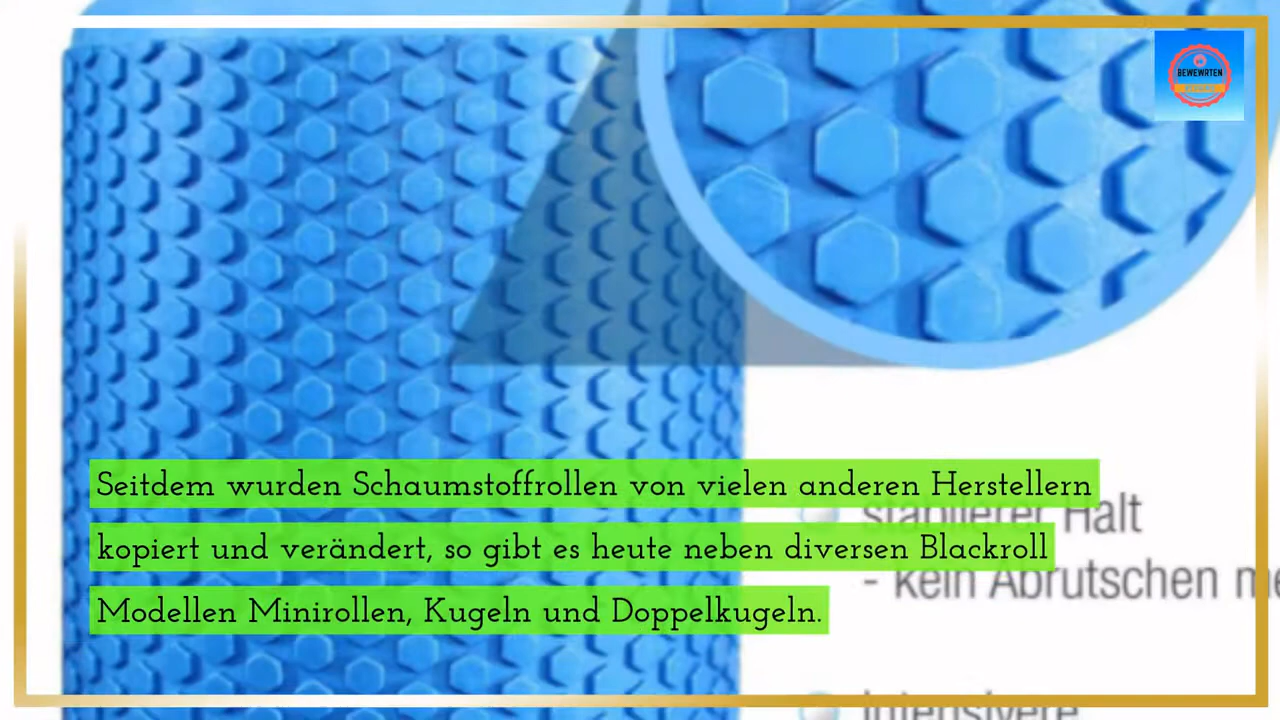 BEWEWRTEN
Seitdem wurden Schaumstoffrollen von vielen anderen Herstellern
stabilerer Halt
kopiert und verändert, so gibt es heute neben diversen Blackroll
- kein Abrutschen
Modellen Minirollen, Kugeln und Doppelkugeln.
intensivere